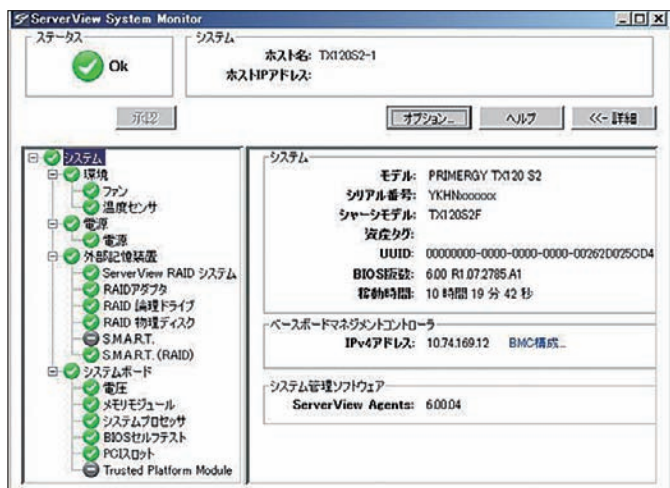 ServerView System Monitor
ステータス
Ok
システム
ホスト名: TX120S2-1
ホストIPアドレス:
承認
オプション...
ヘルプ
<<- 詳細
システム
環境
ファン
温度センサ
電源
電源
外部記憶装置
ServerView RAID システム
RAIDアダプタ
RAID 論理ドライブ
RAID 物理ディスク
S.M.A.R.T.
S.M.A.R.T. (RAID)
システムボード
電圧
メモリモジュール
システムプロセッサ
BIOSセルフテスト
PCIスロット
Trusted Platform Module
システム
モデル: PRIMERGY TX120 S2
シリアル番号: YKHNxxxxxx
シャーシモデル: TX120S2F
資産タグ:
UUID: 00000000-0000-0000-0000-00262D025CD4
BIOS版数: 6.00 R1.07.2785.A1
稼動時間: 10 時間 19 分 42 秒
ベースボードマネジメントコントローラ
IPv4アドレス: 10.74.169.12 BMC構成...
システム管理ソフトウェア
ServerView Agents: 6.00.04